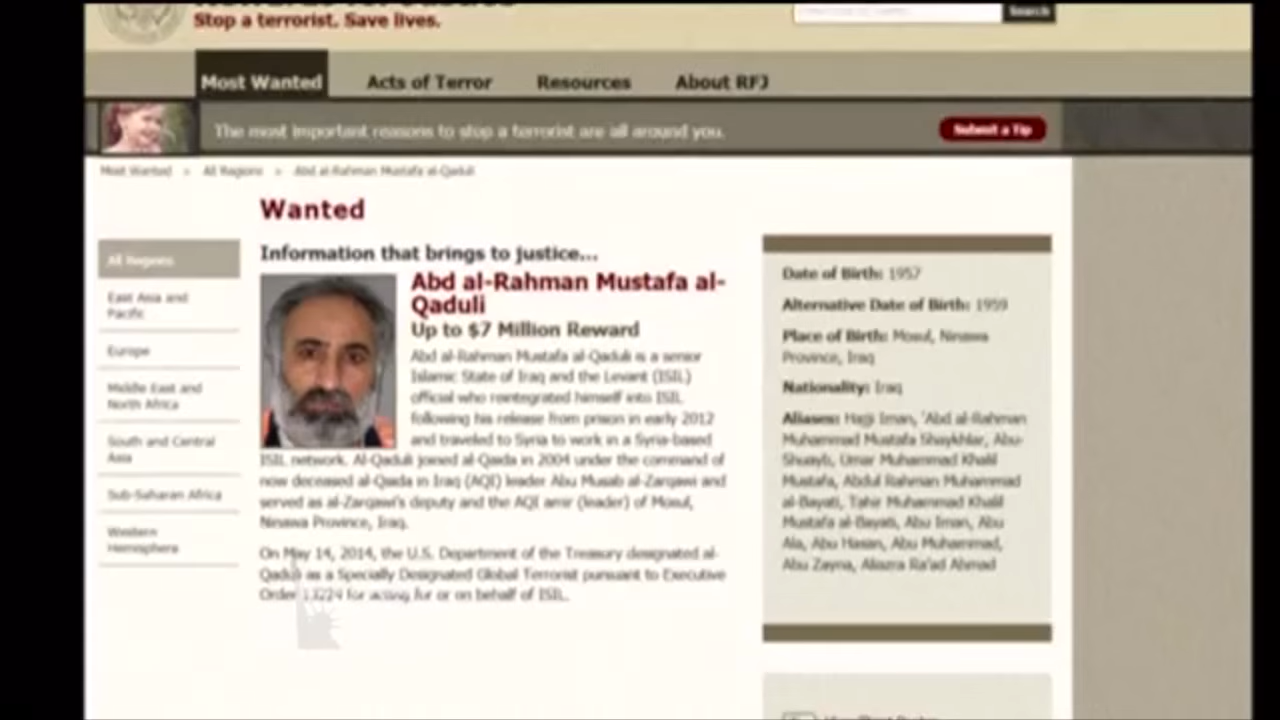 Stop a terrorist. Save lives.
Search
Most Wanted
Acts of Terror
Resources
About RFJ
The most important reasons to stop a terrorist are all around you.
Submit a Tip
Most Wanted » All Regions » Abd al-Rahman Mustafa al-Qaduli
Wanted
All Regions
East Asia and
Pacific
Europe
Middle East and
North Africa
South and Central
Asia
Sub-Saharan Africa
Western
Hemisphere
Information that brings to justice...
Abd al-Rahman Mustafa al-
Qaduli
Up to $7 Million Reward
Abd al-Rahman Mustafa al-Qaduli is a senior
Islamic State of Iraq and the Levant (ISIL)
official who reintegrated himself into ISIL
following his release from prison in early 2012
and traveled to Syria to work in a Syria-based
ISIL network. Al-Qaduli joined al-Qaida in 2004 under the command of
now deceased al-Qaida in Iraq (AQI) leader Abu Musab al-Zarqawi and
served as al-Zarqawi's deputy and the AQI amir (leader) of Mosul,
Ninawa Province, Iraq.
On May 14, 2014, the U.S. Department of the Treasury designated al-
Qaduli as a Specially Designated Global Terrorist pursuant to Executive
Order 13224 for acting for or on behalf of ISIL.
Date of Birth: 1957
Alternative Date of Birth: 1959
Place of Birth: Mosul, Ninawa
Province, Iraq
Nationality: Iraq
Aliases: Hajji Iman, 'Abd al-Rahman
Muhammad Mustafa Shaykhlar, Abu-
Shuayb, Umar Muhammad Khalil
Mustafa, Abdul Rahman Muhammad
al-Bayati, Tahir Muhammad Khalil
Mustafa al-Bayati, Abu Iman, Abu
Ala, Abu Hasan, Abu Muhammad,
Abu Zayna, Aliazra Ra'ad Ahmad